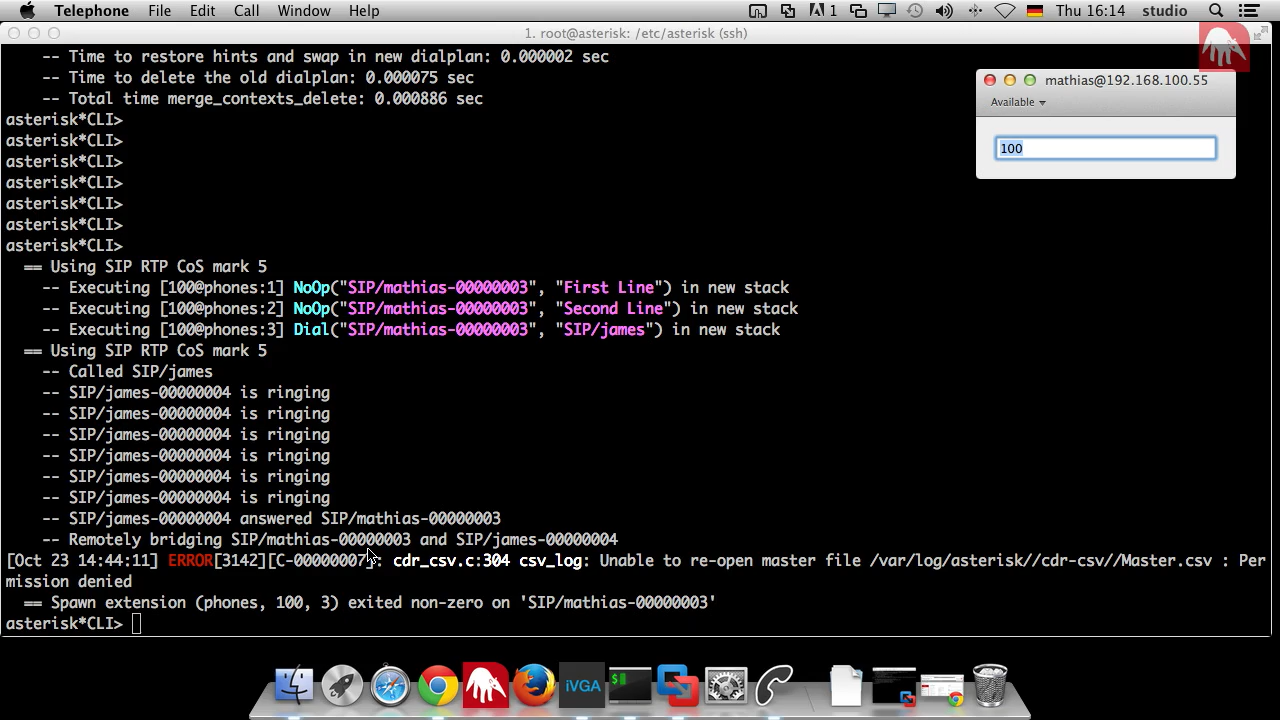 Telephone File Edit Call Window Help 1 Thu 16:14 studio
1. root@asterisk: /etc/asterisk (ssh)
-- Time to restore hints and swap in new dialplan: 0.000002 sec
-- Time to delete the old dialplan: 0.000075 sec
-- Total time merge_contexts_delete: 0.000886 sec
mathias@192.168.100.55
Available
100
asterisk*CLI>
asterisk*CLI>
asterisk*CLI>
asterisk*CLI>
asterisk*CLI>
asterisk*CLI>
asterisk*CLI>
== Using SIP RTP CoS mark 5
-- Executing [100@phones:1] NoOp("SIP/mathias-00000003", "First Line") in new stack
-- Executing [100@phones:2] NoOp("SIP/mathias-00000003", "Second Line") in new stack
-- Executing [100@phones:3] Dial("SIP/mathias-00000003", "SIP/james") in new stack
== Using SIP RTP CoS mark 5
-- Called SIP/james
-- SIP/james-00000004 is ringing
-- SIP/james-00000004 is ringing
-- SIP/james-00000004 is ringing
-- SIP/james-00000004 is ringing
-- SIP/james-00000004 is ringing
-- SIP/james-00000004 is ringing
-- SIP/james-00000004 answered SIP/mathias-00000003
-- Remotely bridging SIP/mathias-00000003 and SIP/james-00000004
[Oct 23 14:44:11] ERROR[3142][C-00000007]: cdr_csv.c:304 csv_log: Unable to re-open master file /var/log/asterisk//cdr-csv//Master.csv : Per
mission denied
== Spawn extension (phones, 100, 3) exited non-zero on 'SIP/mathias-00000003'
asterisk*CLI>
iVGA
$